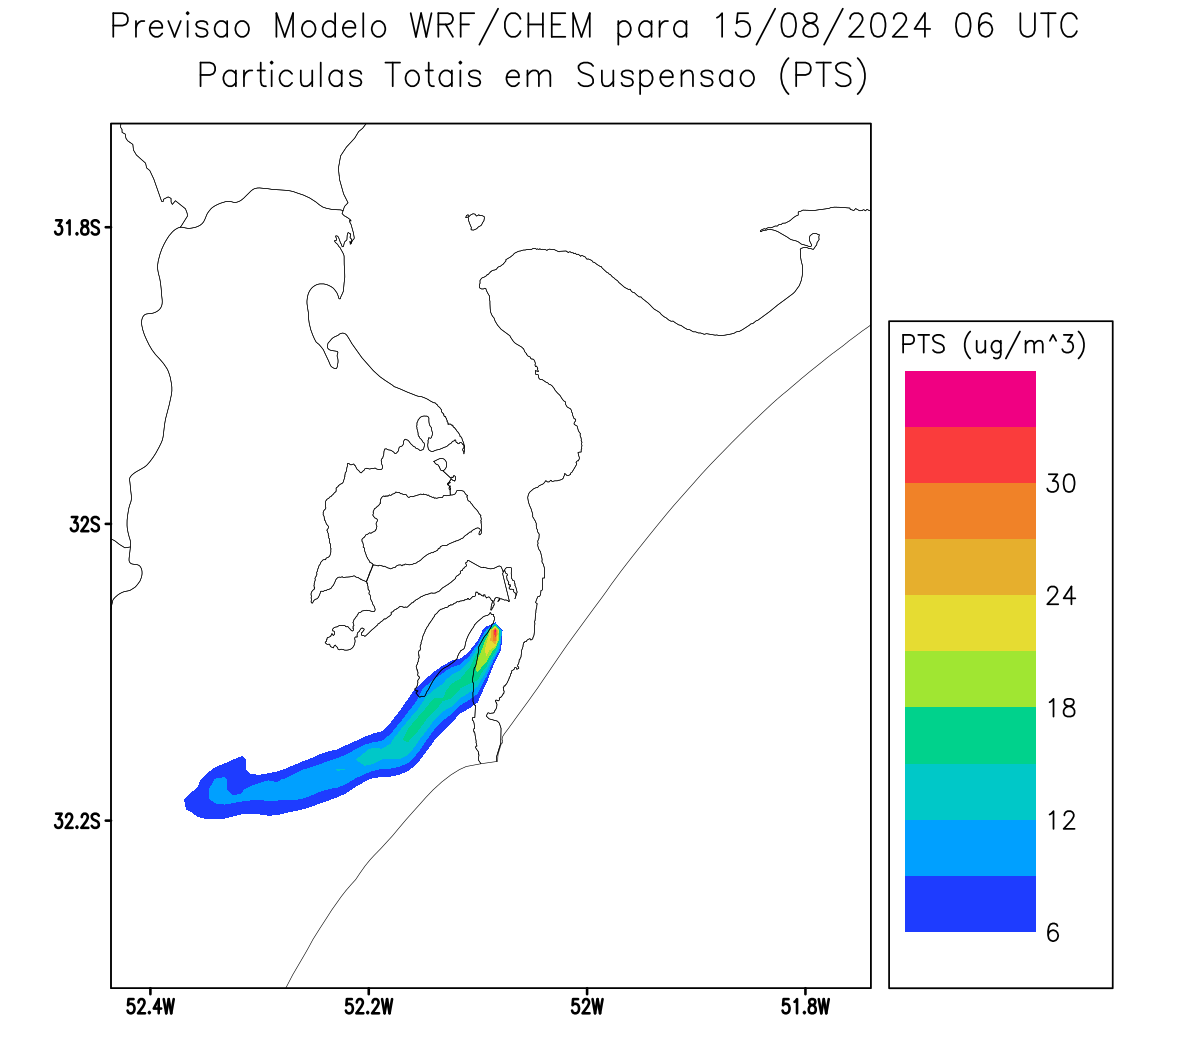 Previsao Modelo WRF/CHEM para 15/08/2024 06 UTC
Particulas Totais em Suspensao (PTS)
31.8S
32S
32.2S
52.4W
52.2W
52W
51.8W
PTS (ug/m^3)
30
24
18
12
6